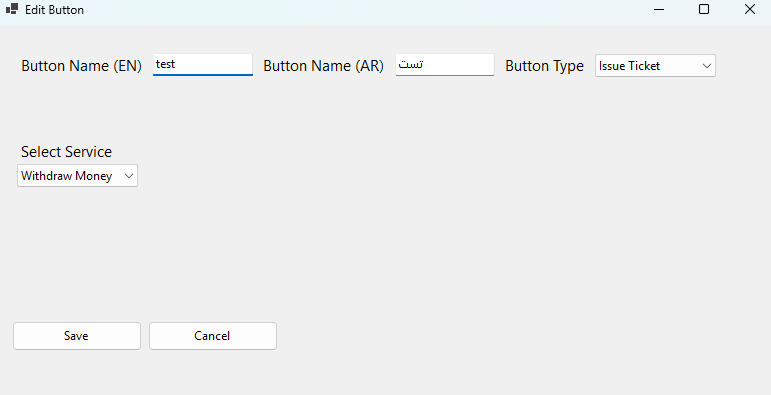 Edit Button
Button Name (EN) test Button Name (AR) تست Button Type Issue Ticket
Select Service
Withdraw Money
Save Cancel